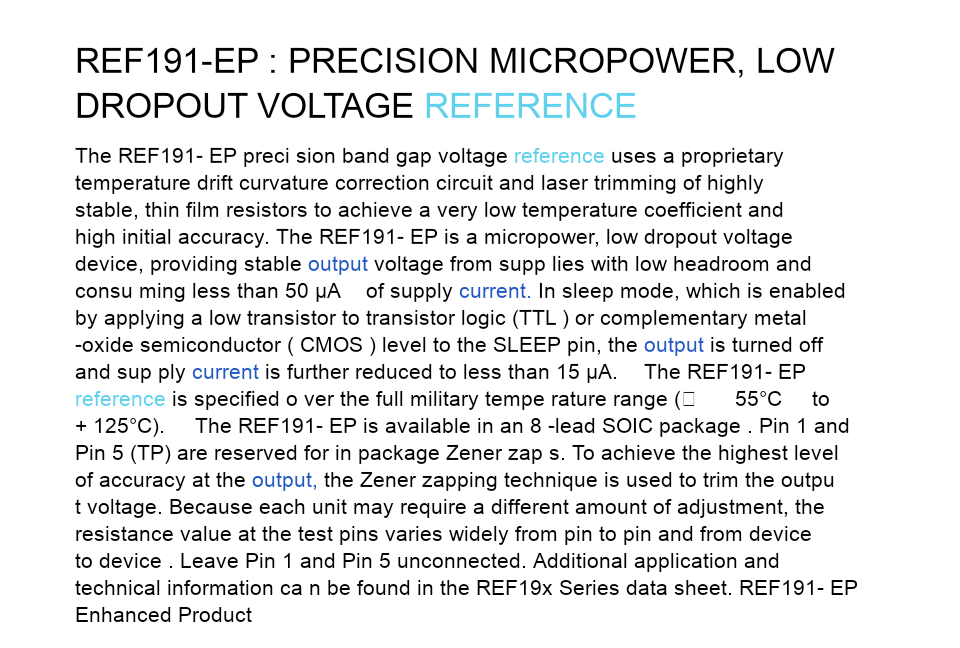 REF191-EP : PRECISION MICROPOWER, LOW
DROPOUT VOLTAGE REFERENCE
The REF191- EP preci sion band gap voltage reference uses a proprietary
temperature drift curvature correction circuit and laser trimming of highly
stable, thin film resistors to achieve a very low temperature coefficient and
high initial accuracy. The REF191- EP is a micropower, low dropout voltage
device, providing stable output voltage from supp lies with low headroom and
consu ming less than 50 μA    of supply current. In sleep mode, which is enabled
by applying a low transistor to transistor logic (TTL ) or complementary metal
-oxide semiconductor ( CMOS ) level to the SLEEP pin, the output is turned off
and sup ply current is further reduced to less than 15 μA.    The REF191- EP
reference is specified o ver the full military tempe rature range (□    55°C    to
+ 125°C).    The REF191- EP is available in an 8 -lead SOIC package . Pin 1 and
Pin 5 (TP) are reserved for in package Zener zap s. To achieve the highest level
of accuracy at the output, the Zener zapping technique is used to trim the outpu
t voltage. Because each unit may require a different amount of adjustment, the
resistance value at the test pins varies widely from pin to pin and from device
to device . Leave Pin 1 and Pin 5 unconnected. Additional application and
technical information ca n be found in the REF19x Series data sheet. REF191- EP
Enhanced Product